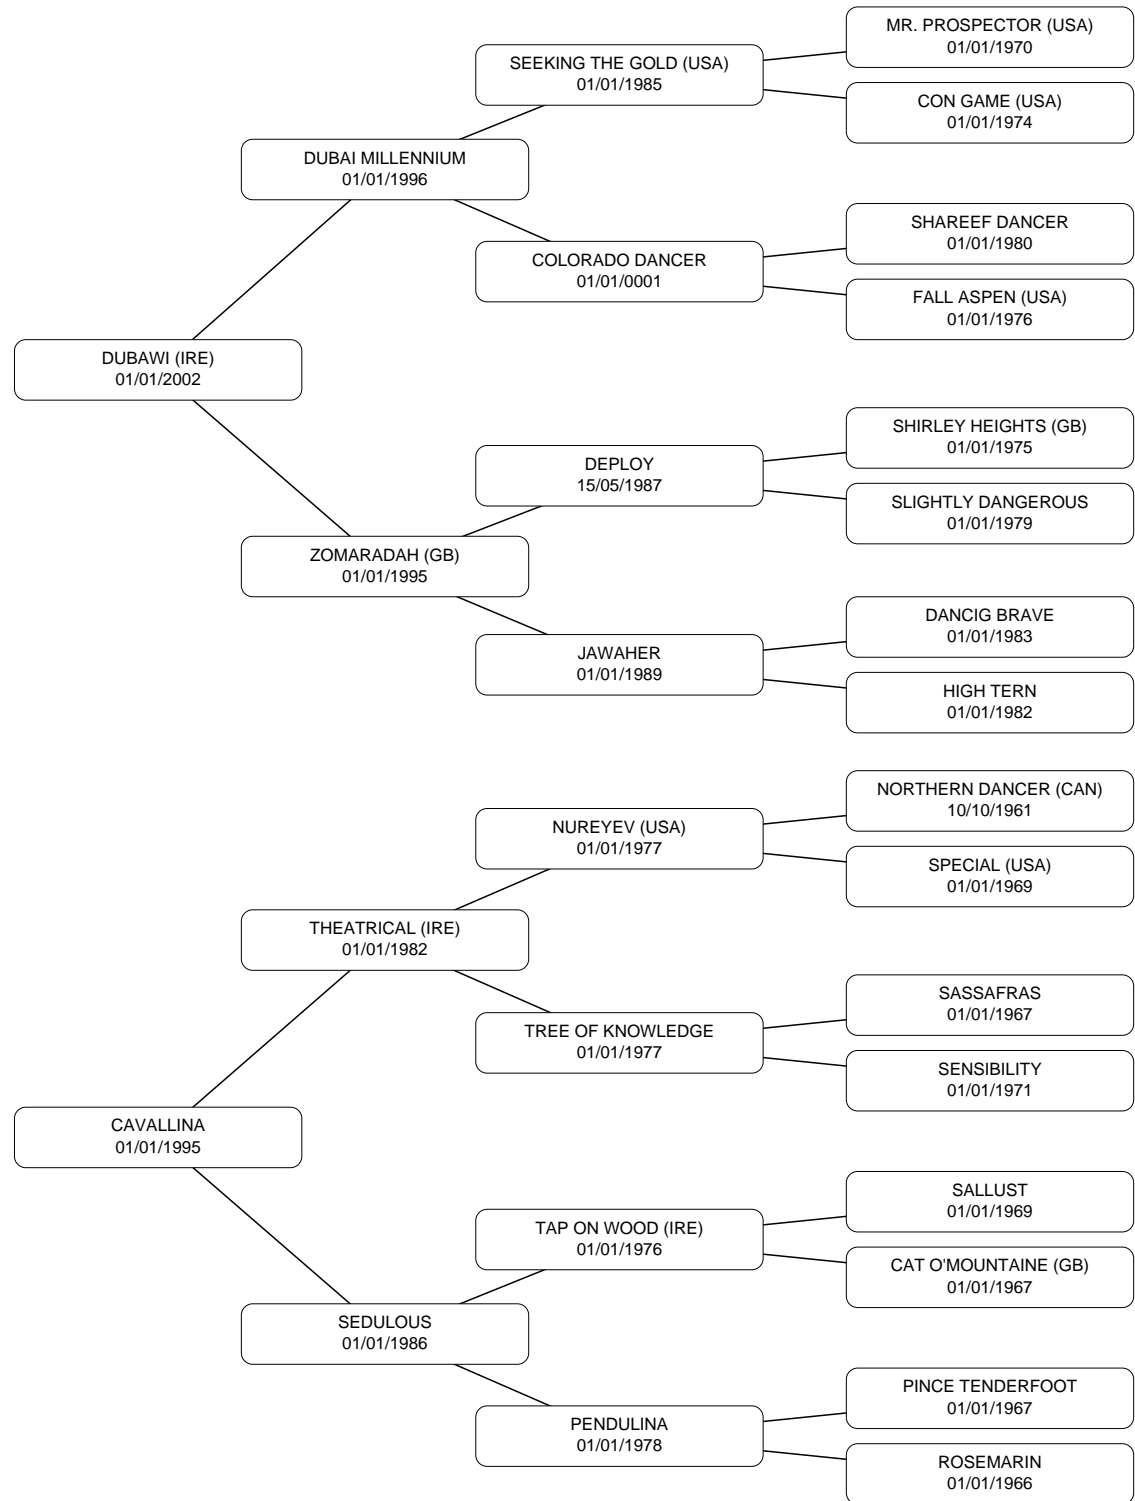 MR. PROSPECTOR (USA)
01/01/1970
SEEKING THE GOLD (USA)
01/01/1985
CON GAME (USA)
01/01/1974
DUBAI MILLENNIUM
01/01/1996
SHAREEF DANCER
01/01/1980
COLORADO DANCER
01/01/0001
FALL ASPEN (USA)
01/01/1976
DUBAWI (IRE)
01/01/2002
SHIRLEY HEIGHTS (GB)
01/01/1975
DEPLOY
15/05/1987
SLIGHTLY DANGEROUS
01/01/1979
ZOMARADAH (GB)
01/01/1995
DANCIG BRAVE
01/01/1983
JAWAHER
01/01/1989
HIGH TERN
01/01/1982
NORTHERN DANCER (CAN)
10/10/1961
NUREYEV (USA)
01/01/1977
SPECIAL (USA)
01/01/1969
THEATRICAL (IRE)
01/01/1982
SASSAFRAS
01/01/1967
TREE OF KNOWLEDGE
01/01/1977
SENSIBILITY
01/01/1971
CAVALLINA
01/01/1995
SALLUST
01/01/1969
TAP ON WOOD (IRE)
01/01/1976
CAT O'MOUNTAINE (GB)
01/01/1967
SEDULOUS
01/01/1986
PINCE TENDERFOOT
01/01/1967
PENDULINA
01/01/1978
ROSEMARIN
01/01/1966